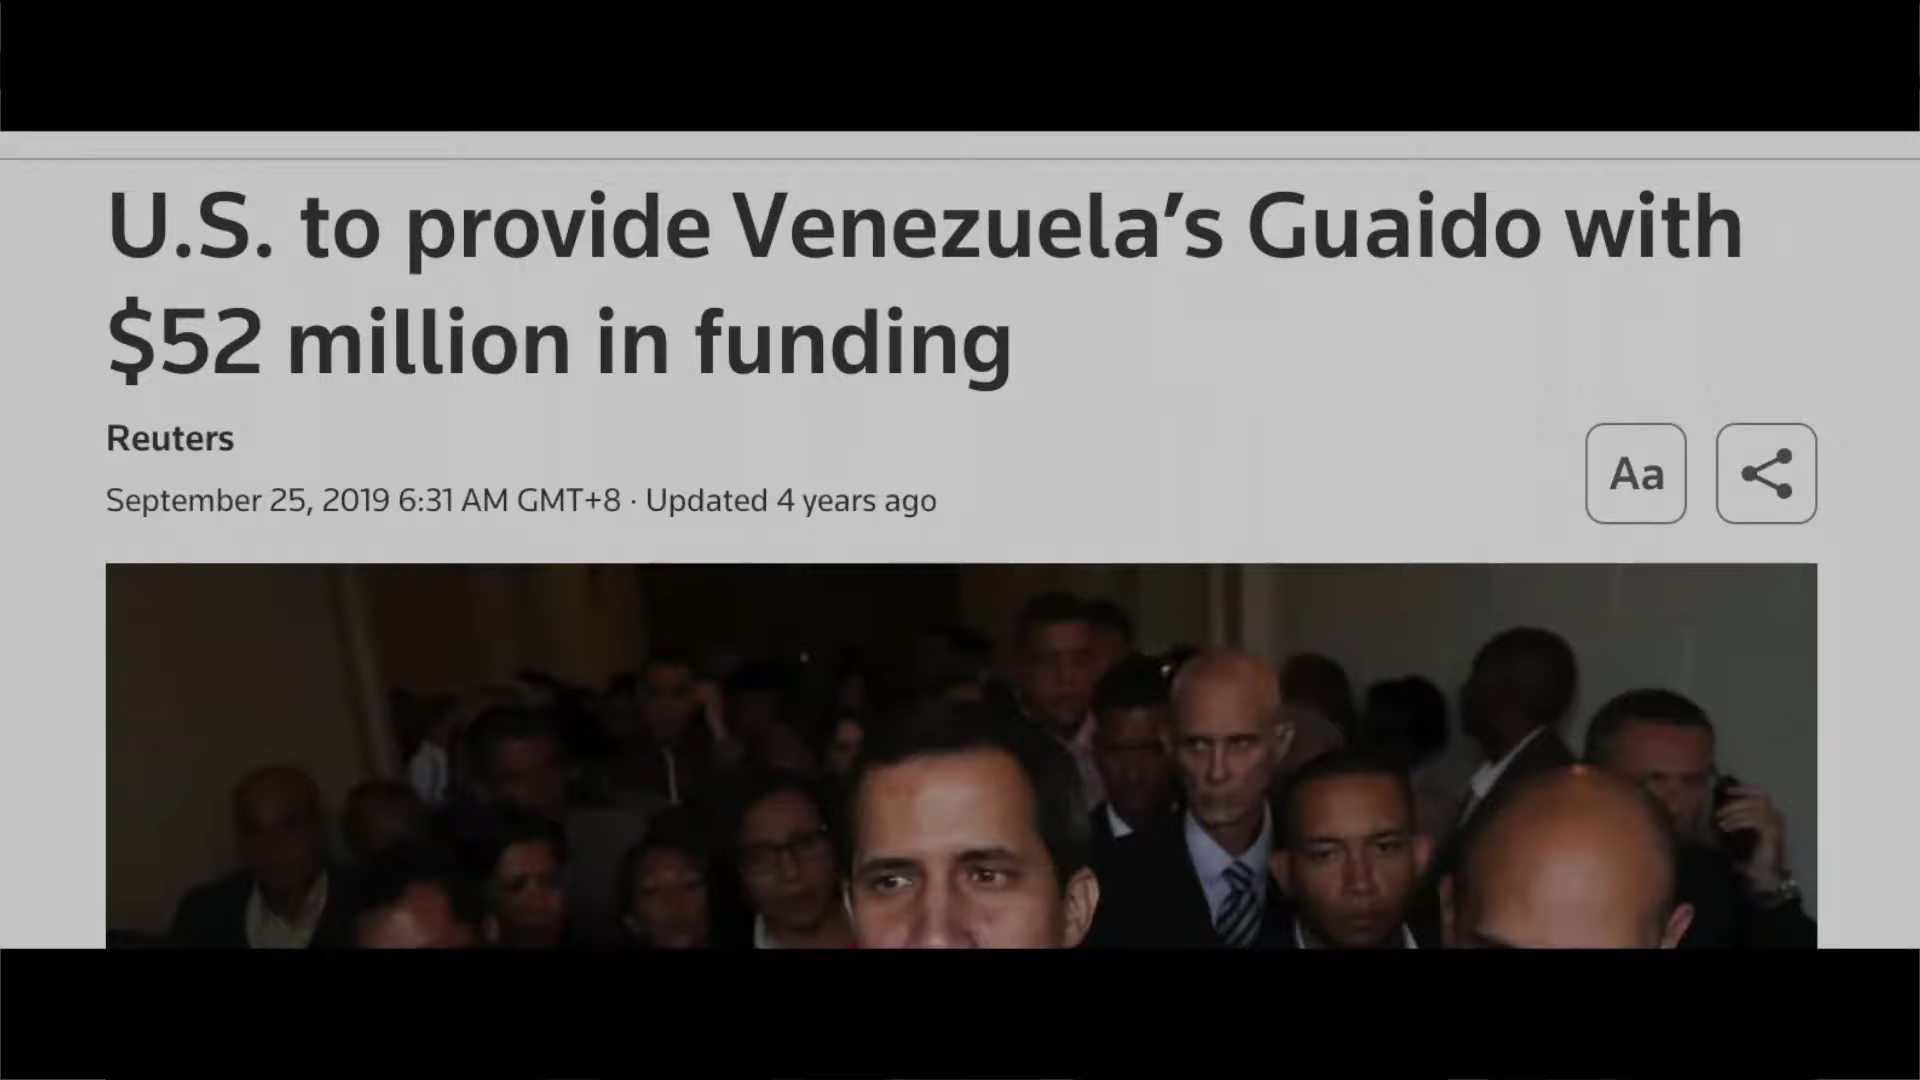 U.S. to provide Venezuela’s Guaido with
$52 million in funding
Reuters
September 25, 2019 6:31 AM GMT+8 · Updated 4 years ago
Aa